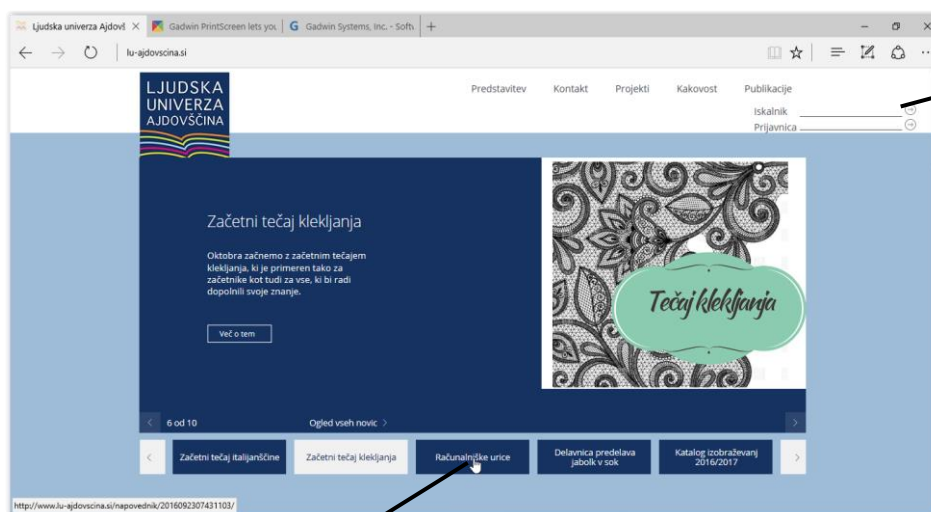 Ljudska univerza Ajdovš
Gadwin PrintScreen lets you
G Gadwin Systems, Inc. - Softw
lu-ajdovscina.si
LJUDSKA
UNIVERZA
AJDOVŠČINA
Predstavitev Kontakt Projekti Kakovost Publikacije
Iskalnik
Prijavnica
Začetni tečaj klekljanja
Oktobra začnemo z začetnim tečajem
klekljanja, ki je primeren tako za
začetnike kot tudi za vse, ki bi radi
dopolnili svoje znanje.
Več o tem
Tečaj klekljanja
6 od 10
Ogled vseh novic >
Začetni tečaj italijanščine
Začetni tečaj klekljanja
Računalniške urice
Delavnica predelava
jabolk v sok
Katalog izobraževanj
2016/2017
http://www.lu-ajdovscina.si/napovednik/2016092307431103/